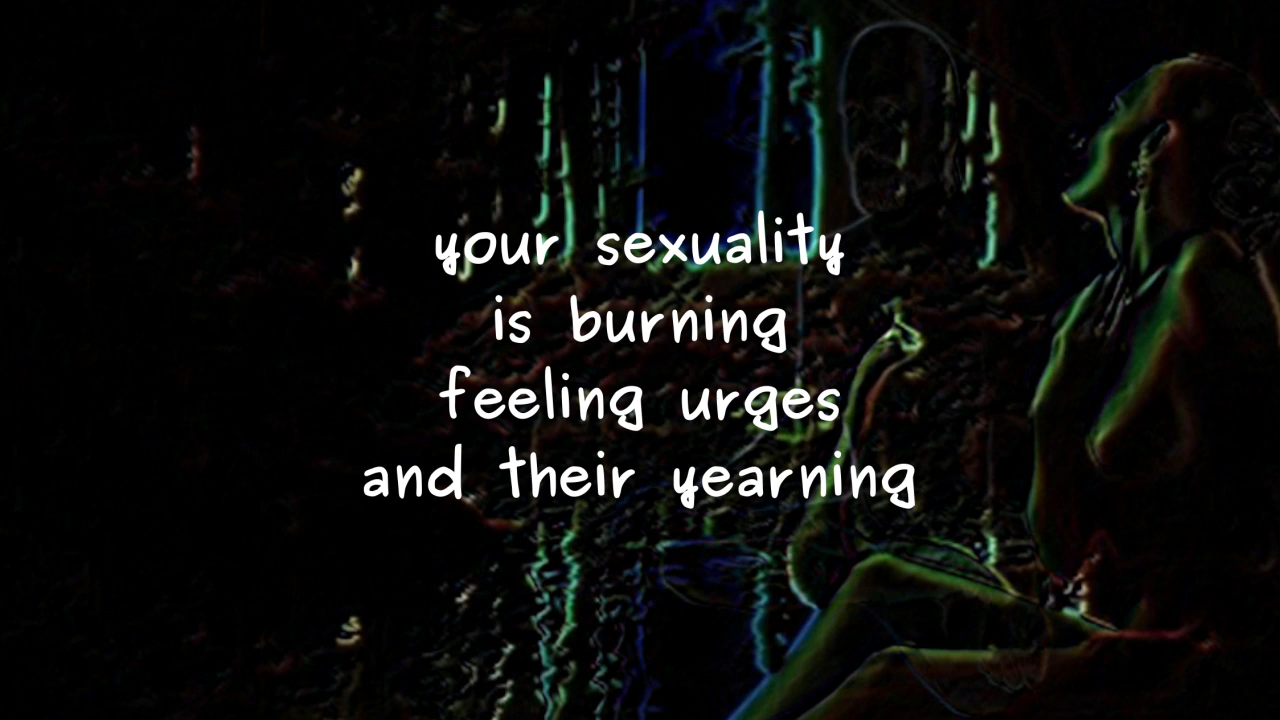 your sexuality
is burning
feeling urges
and their yearning